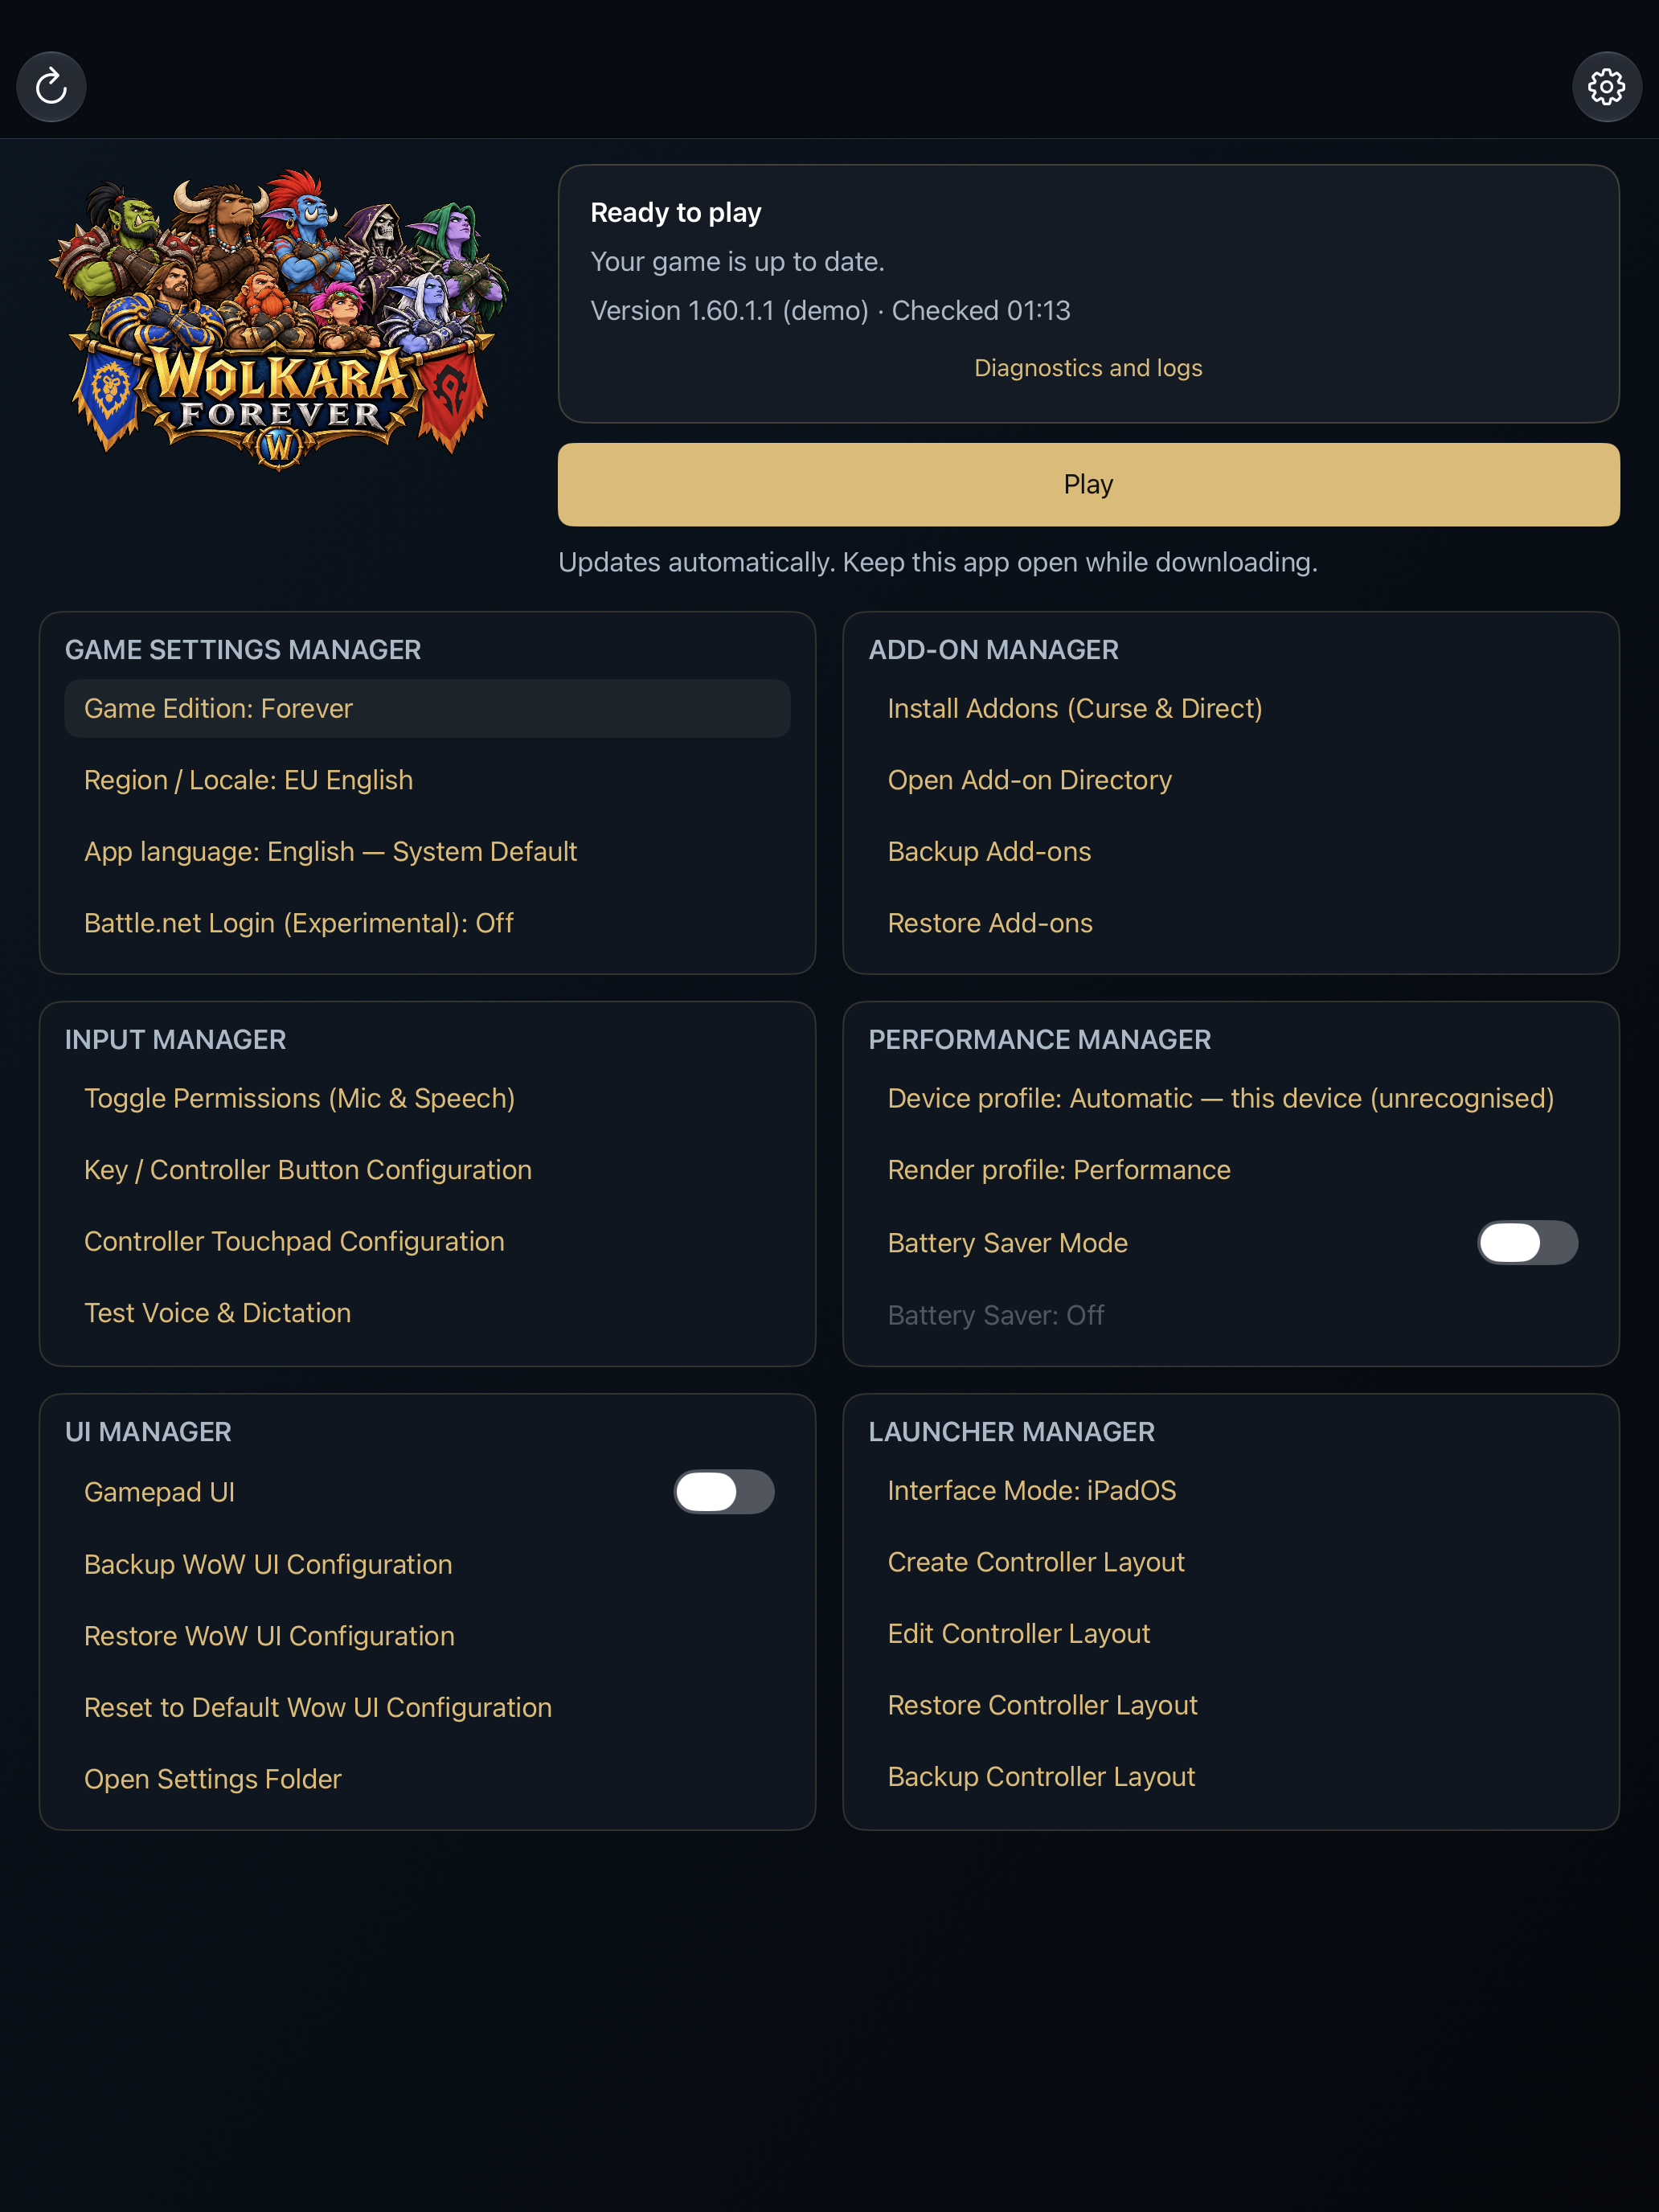 WOLKARA
FOREVER
W
Ready to play
Your game is up to date.
Version 1.60.1.1 (demo) · Checked 01:13
Diagnostics and logs
Play
Updates automatically. Keep this app open while downloading.
GAME SETTINGS MANAGER
Game Edition: Forever
Region / Locale: EU English
App language: English — System Default
Battle.net Login (Experimental): Off
ADD-ON MANAGER
Install Addons (Curse & Direct)
Open Add-on Directory
Backup Add-ons
Restore Add-ons
INPUT MANAGER
Toggle Permissions (Mic & Speech)
Key / Controller Button Configuration
Controller Touchpad Configuration
Test Voice & Dictation
PERFORMANCE MANAGER
Device profile: Automatic — this device (unrecognised)
Render profile: Performance
Battery Saver Mode
Battery Saver: Off
UI MANAGER
Gamepad UI
Backup WoW UI Configuration
Restore WoW UI Configuration
Reset to Default Wow UI Configuration
Open Settings Folder
LAUNCHER MANAGER
Interface Mode: iPadOS
Create Controller Layout
Edit Controller Layout
Restore Controller Layout
Backup Controller Layout